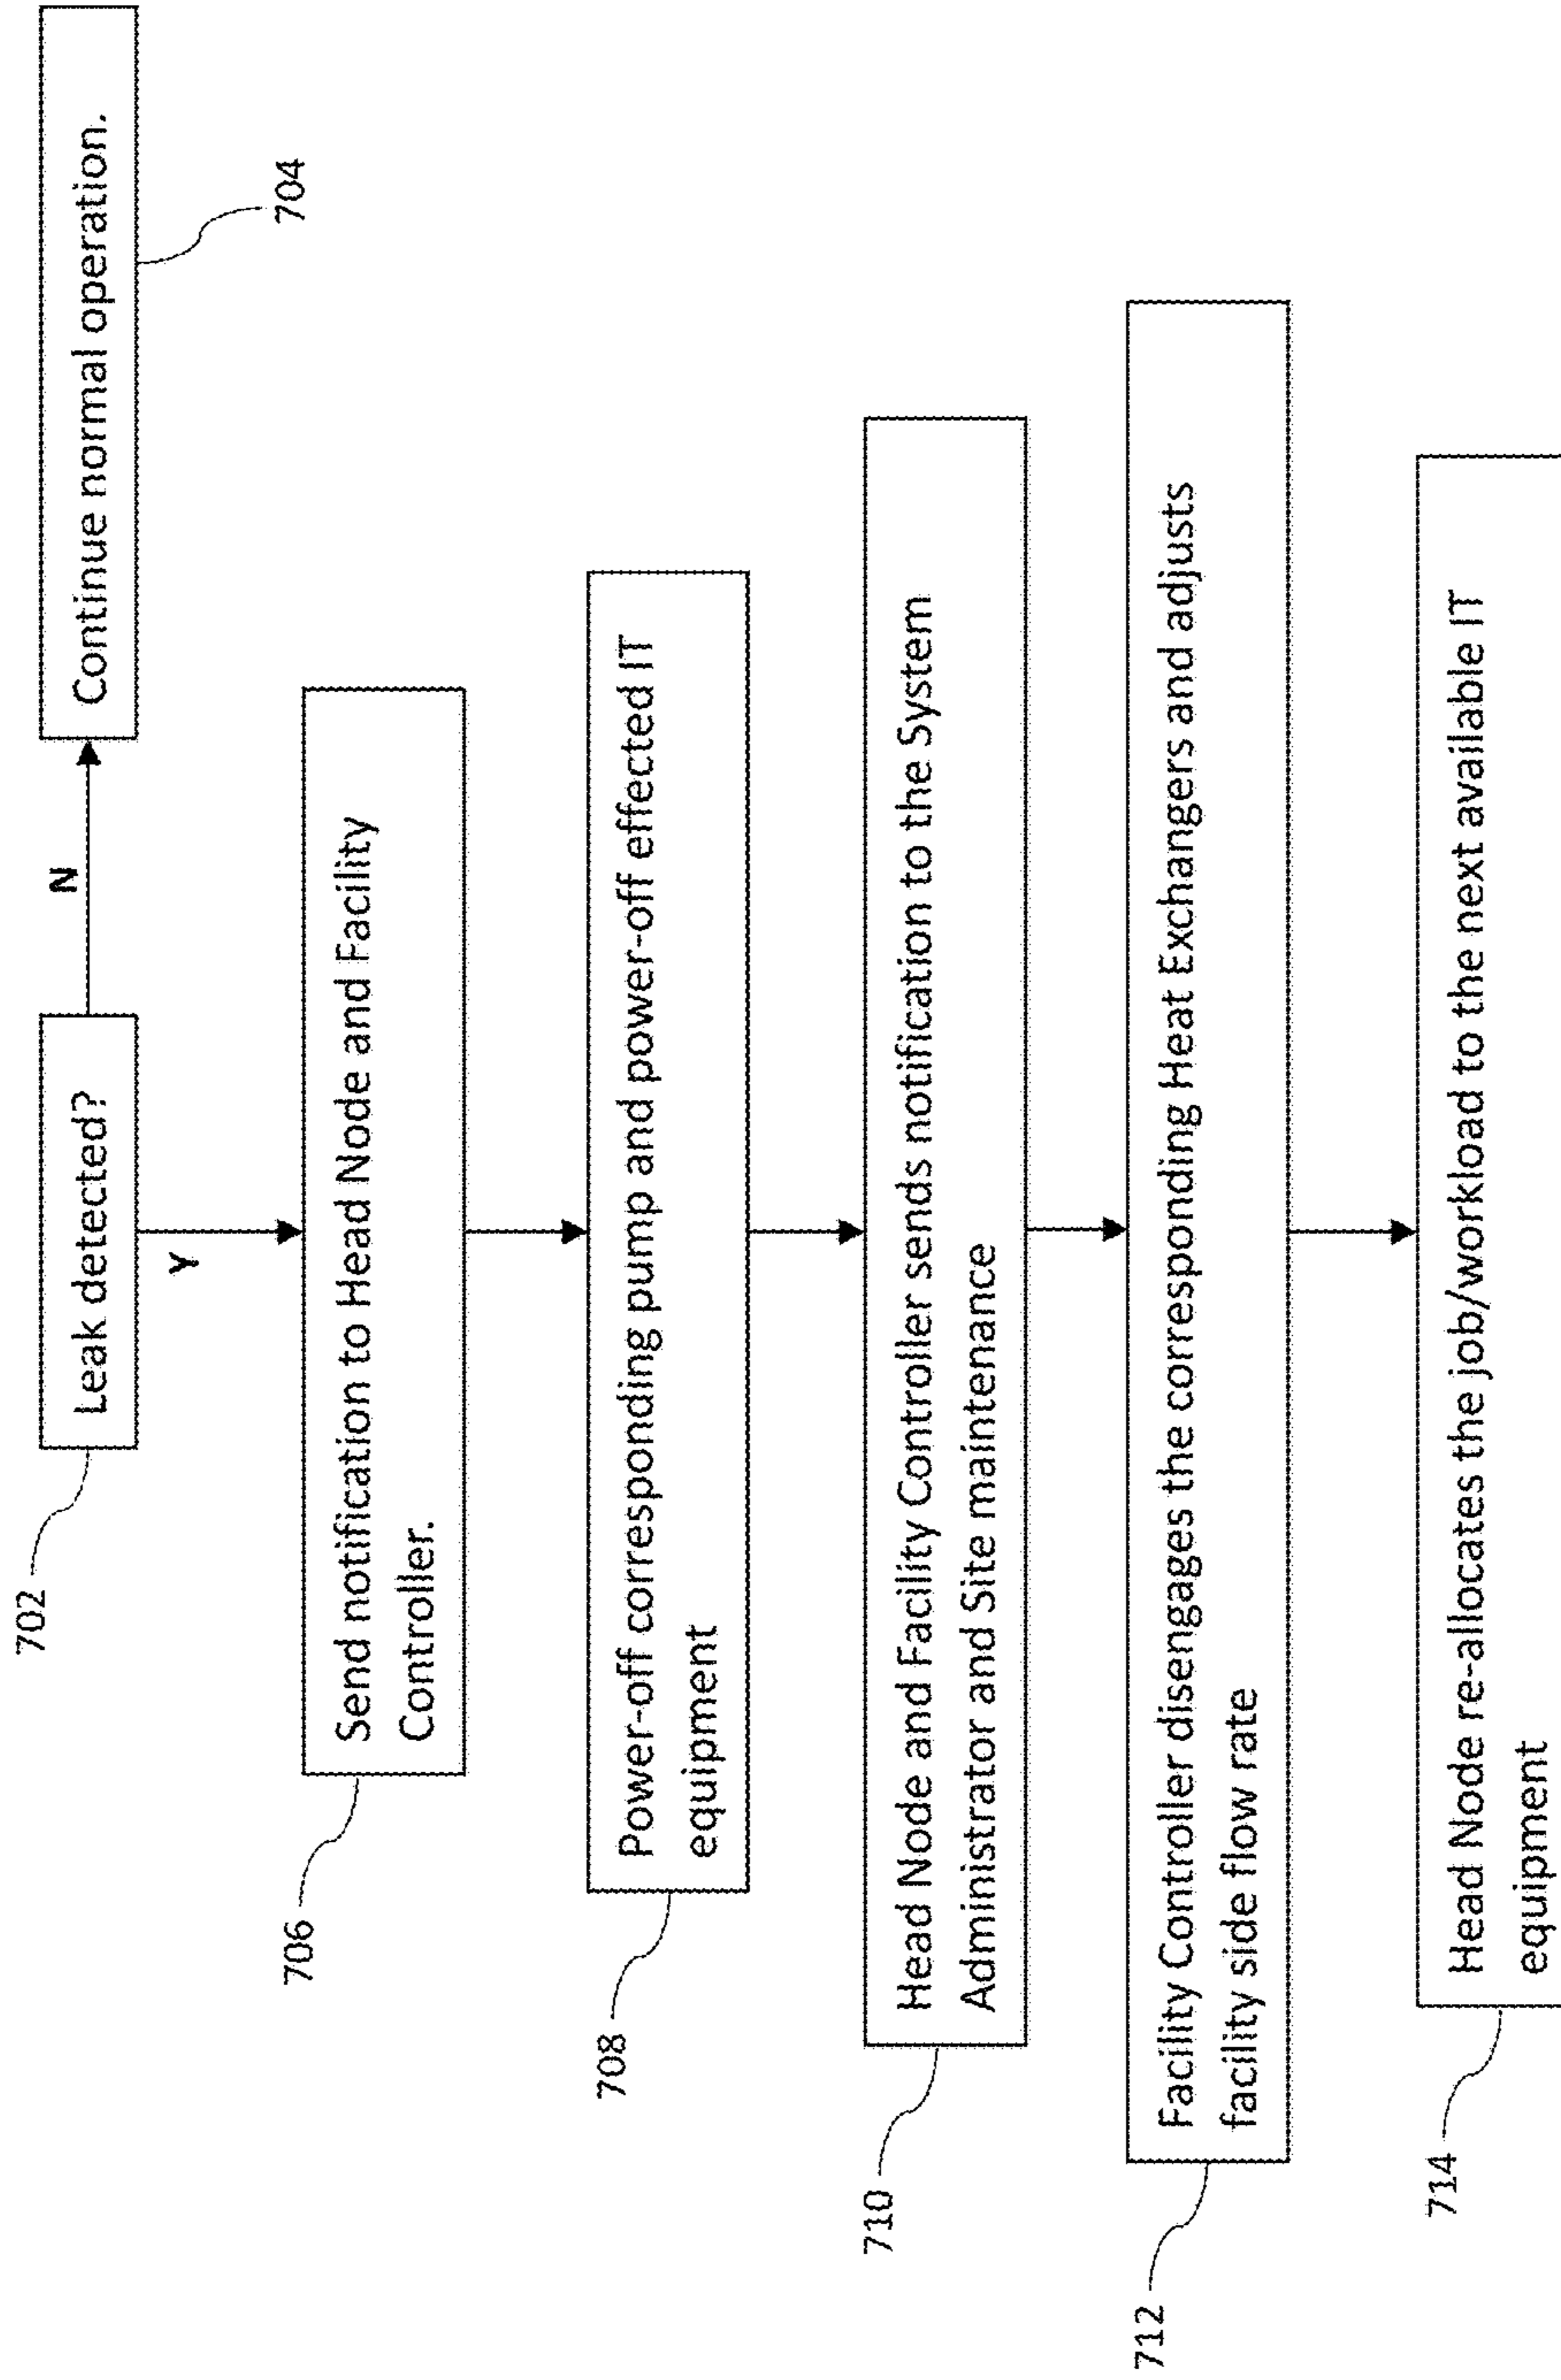 702
Leak detected?
N
Continue normal operation.
704
Y
706
Send notification to Head Node and Facility
Controller.
708
Power-off corresponding pump and power-off effected IT
equipment
710
Head Node and Facility Controller sends notification to the System
Administrator and Site maintenance
712
Facility Controller disengages the corresponding Heat Exchangers and adjusts
facility side flow rate
714
Head Node re-allocates the job/workload to the next available IT
equipment